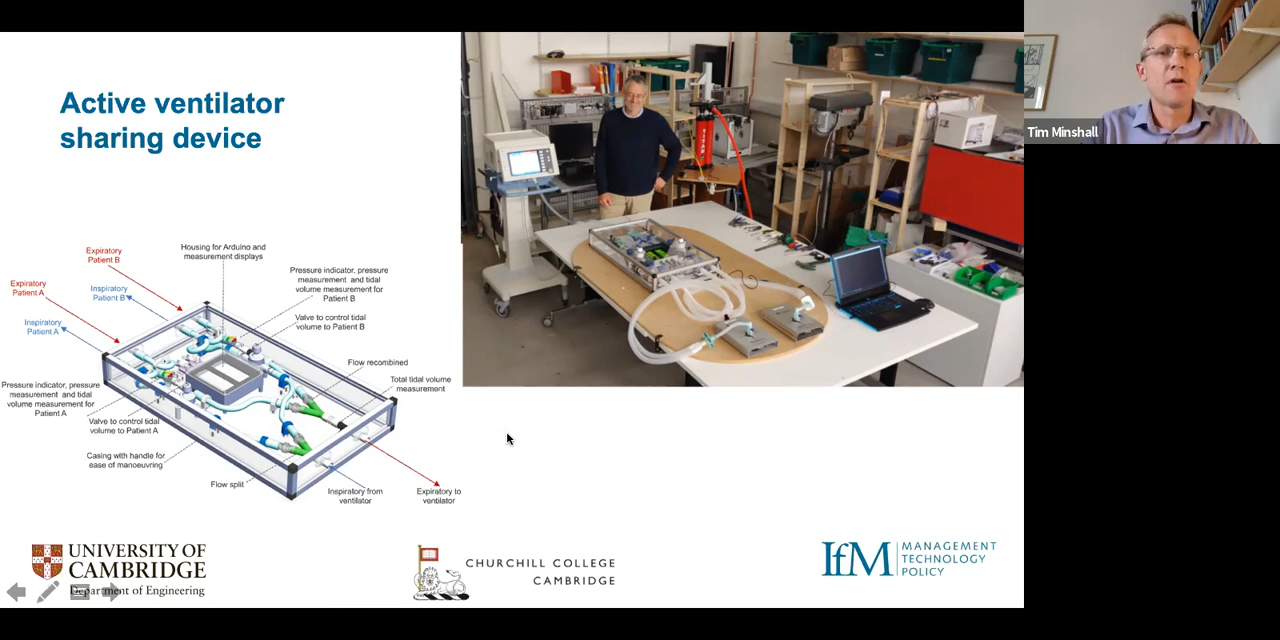 Active ventilator
sharing device
Tim Minshall
TITAN
Expiratory
Patient B
Housing for Arduino and
measurement displays
Expiratory
Patient A
Inspiratory
Patient B
Pressure indicator, pressure
measurement and tidal
volume measurement for
Patient B
Inspiratory
Patient A
Valve to control tidal
volume to Patient B
Flow recombined
Total tidal volume
measurement
Pressure indicator, pressure
measurement and tidal
volume measurement for
Patient A
Valve to control tidal
volume to Patient A
Casing with handle for
ease of manoeuvring
Flow split
Inspiratory from
ventilator
Expiratory to
ventilator
UNIVERSITY OF
CAMBRIDGE
Department of Engineering
CHURCHILL COLLEGE
CAMBRIDGE
IfM
MANAGEMENT
TECHNOLOGY
POLICY